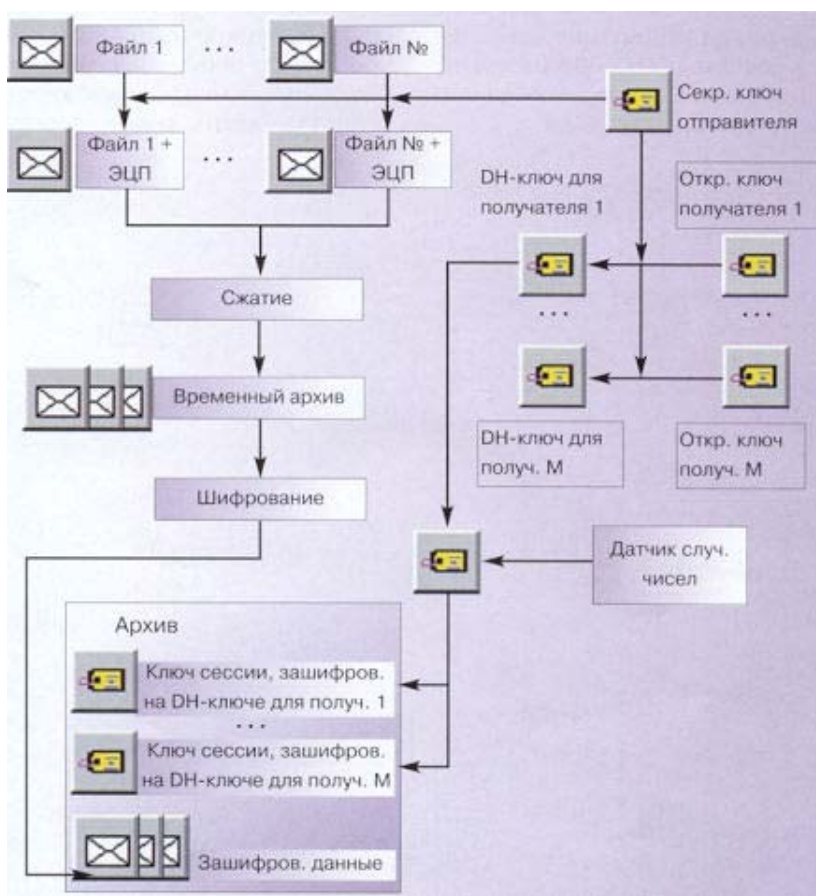 Файл 1
. . .
Файл №
Секр. ключ
отправителя
Файл 1 +
ЭЦП
. . .
Файл № +
ЭЦП
DH-ключ для
получателя 1
Откр. ключ
получателя 1
Сжатие
. . .
. . .
Временный архив
DH-ключ для
получ. М
Откр. ключ
получ. М
Шифрование
Датчик случ.
чисел
Архив
Ключ сессии, зашифров.
на DH-ключе для получ. 1
. . .
Ключ сессии, зашифров.
на DH-ключе для получ. М
Зашифров. данные